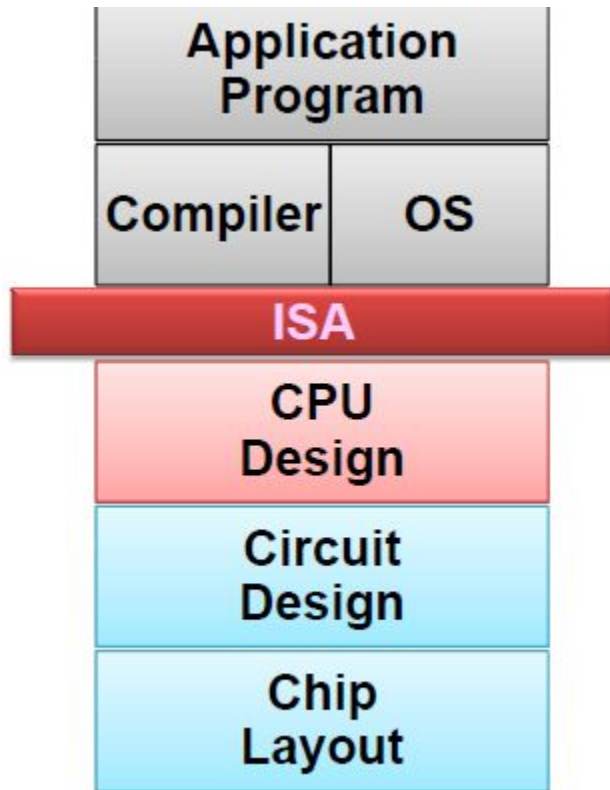 Application
Program
Compiler
OS
ISA
CPU
Design
Circuit
Design
Chip
Layout